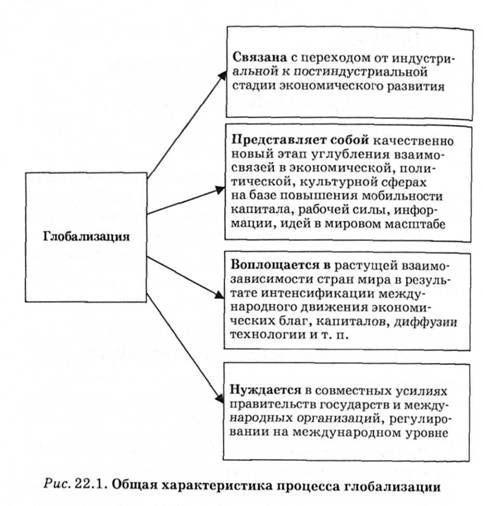 Связана с переходом от индустри-
альной к постиндустриальной
стадии экономического развития
Представляет собой качественно
новый этап углубления взаимо-
связей в экономической, поли-
тической, культурной сферах
на базе повышения мобильности
капитала, рабочей силы, инфор-
мации, идей в мировом масштабе
Глобализация
Воплощается в растущей взаимо-
зависимости стран мира в резуль-
тате интенсификации между-
народного движения экономи-
ческих благ, капиталов, диффузии
технологии и т. п.
Нуждается в совместных усилиях
правительств государств и между-
народных организаций, регулиро-
вании на международном уровне
Рис. 22.1. Общая характеристика процесса глобализации